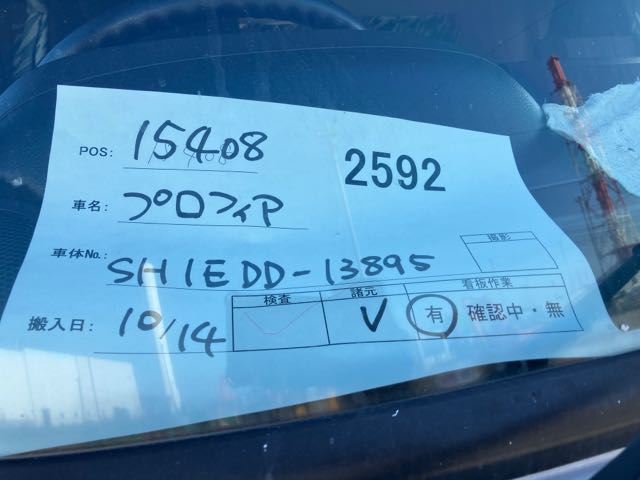 POS: 15408
2592
車名: プロフィア
車体No.: SH1EDD-13895
撮影
搬入日: 10/14
検査 諸元 看板作業
V 有 確認中・無